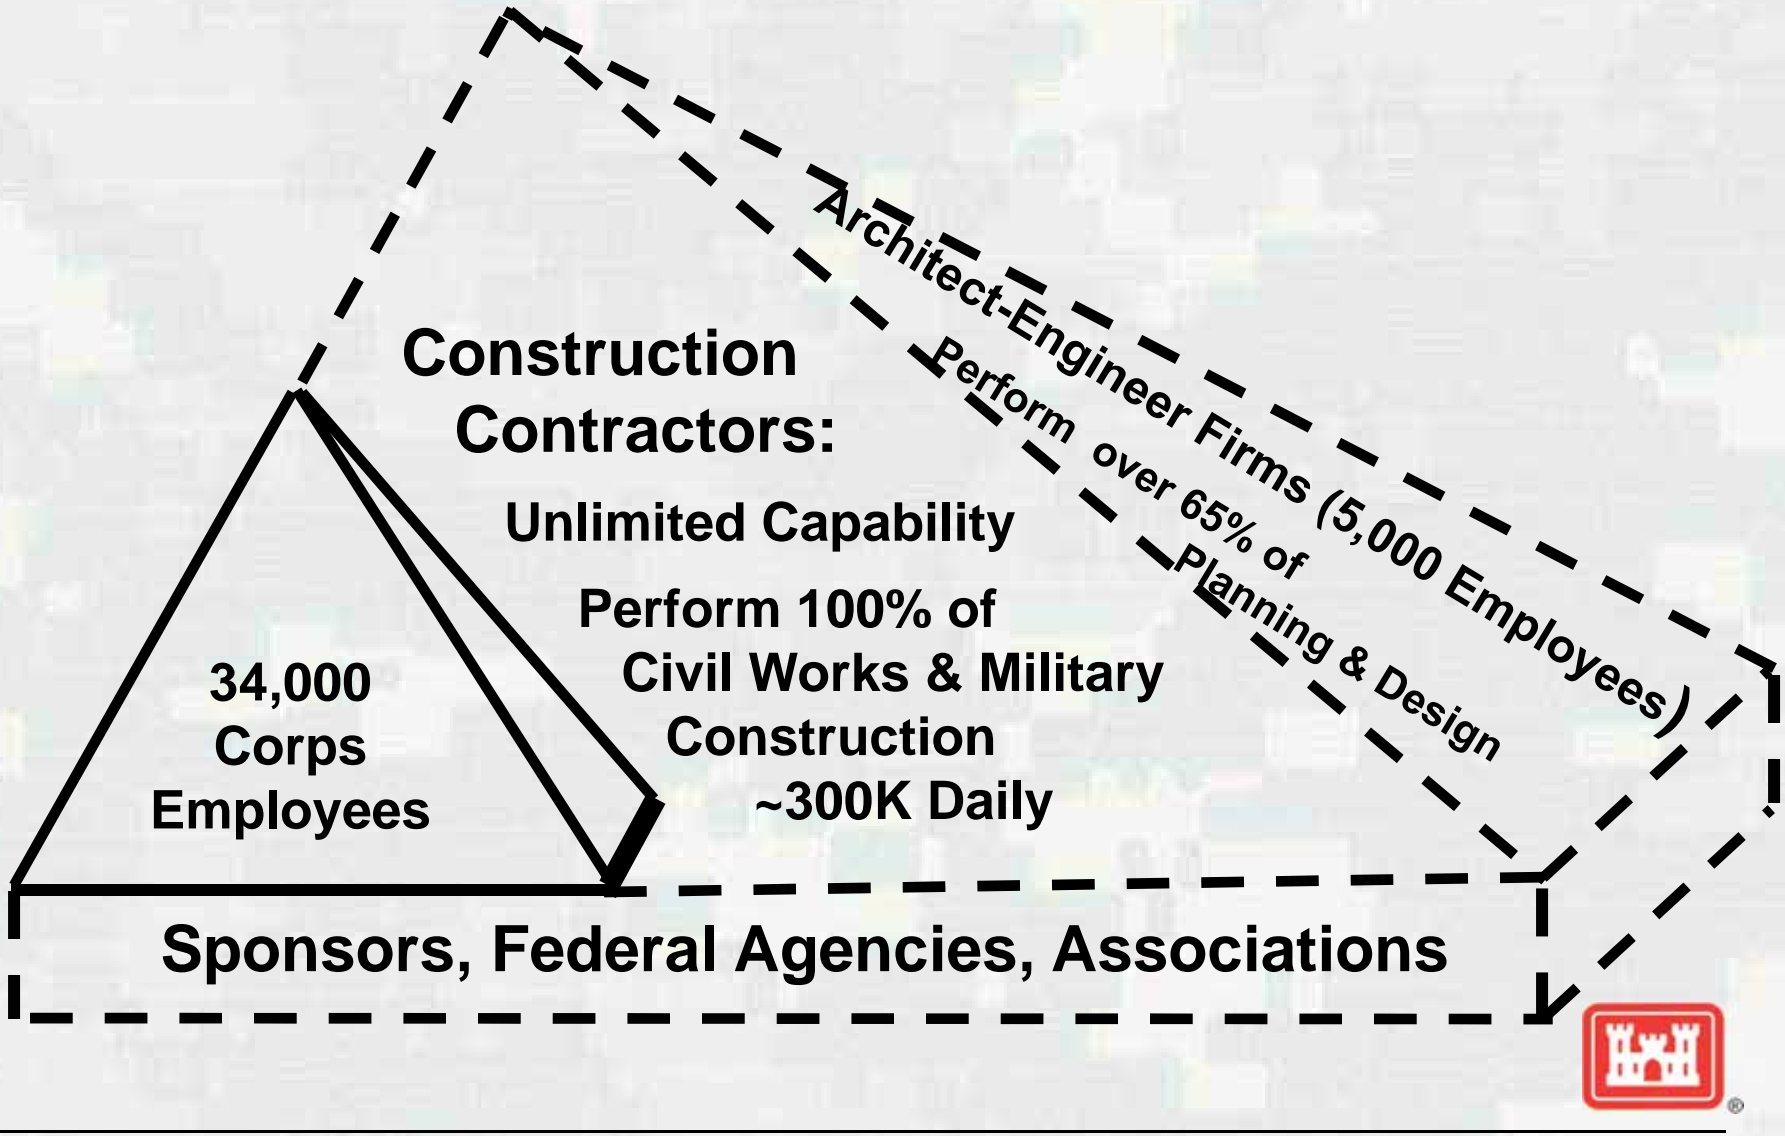 Construction
Contractors:
Unlimited Capability
Perform 100% of
Civil Works & Military
Construction
~300K Daily
Architect-Engineer Firms (5,000 Employees)
Perform over 65% of
Planning & Design
34,000
Corps
Employees
Sponsors, Federal Agencies, Associations
®